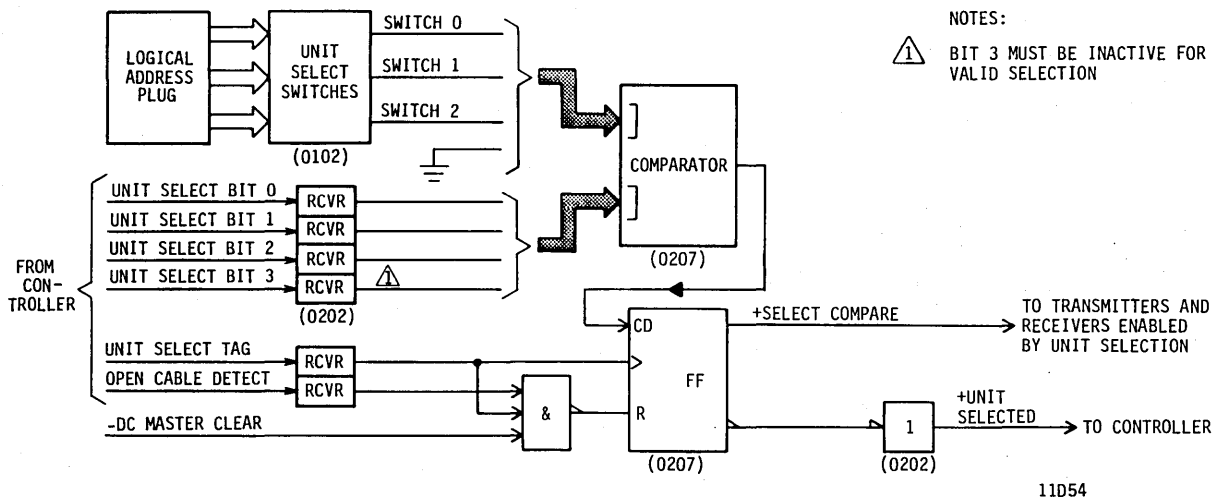 LOGICAL
ADDRESS
PLUG
UNIT
SELECT
SWITCHES
(0102)
SWITCH 0
SWITCH 1
SWITCH 2
COMPARATOR
(0207)
NOTES:
1 BIT 3 MUST BE INACTIVE FOR
VALID SELECTION
FROM
CON-
TROLLER
UNIT SELECT BIT 0 RCVR
UNIT SELECT BIT 1 RCVR
UNIT SELECT BIT 2 RCVR
UNIT SELECT BIT 3 RCVR 1
(0202)
UNIT SELECT TAG RCVR
OPEN CABLE DETECT RCVR
-DC MASTER CLEAR
&
CD
FF
R
(0207)
+SELECT COMPARE
TO TRANSMITTERS AND
RECEIVERS ENABLED
BY UNIT SELECTION
1
(0202)
+UNIT
SELECTED
TO CONTROLLER
11D54